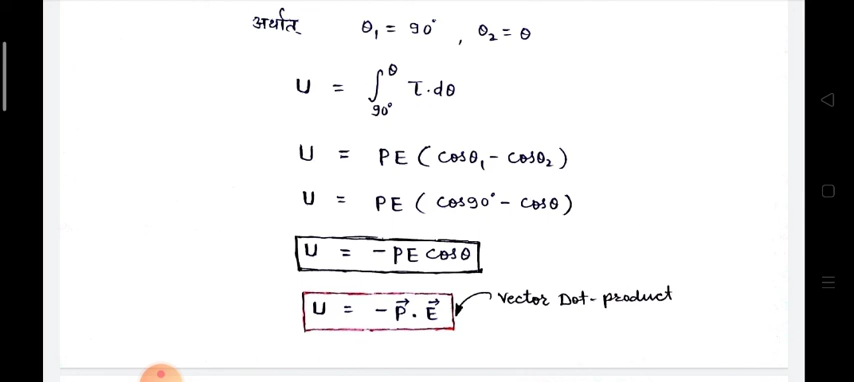 अर्थात् θ₁ = 90° , θ₂ = θ
U = ∫₉₀°^θ τ·dθ
U = PE ( cosθ₁ - cosθ₂ )
U = PE ( cos90° - cosθ )
U = - PE cosθ
U = - P⃗ . E⃗ Vector Dot-product